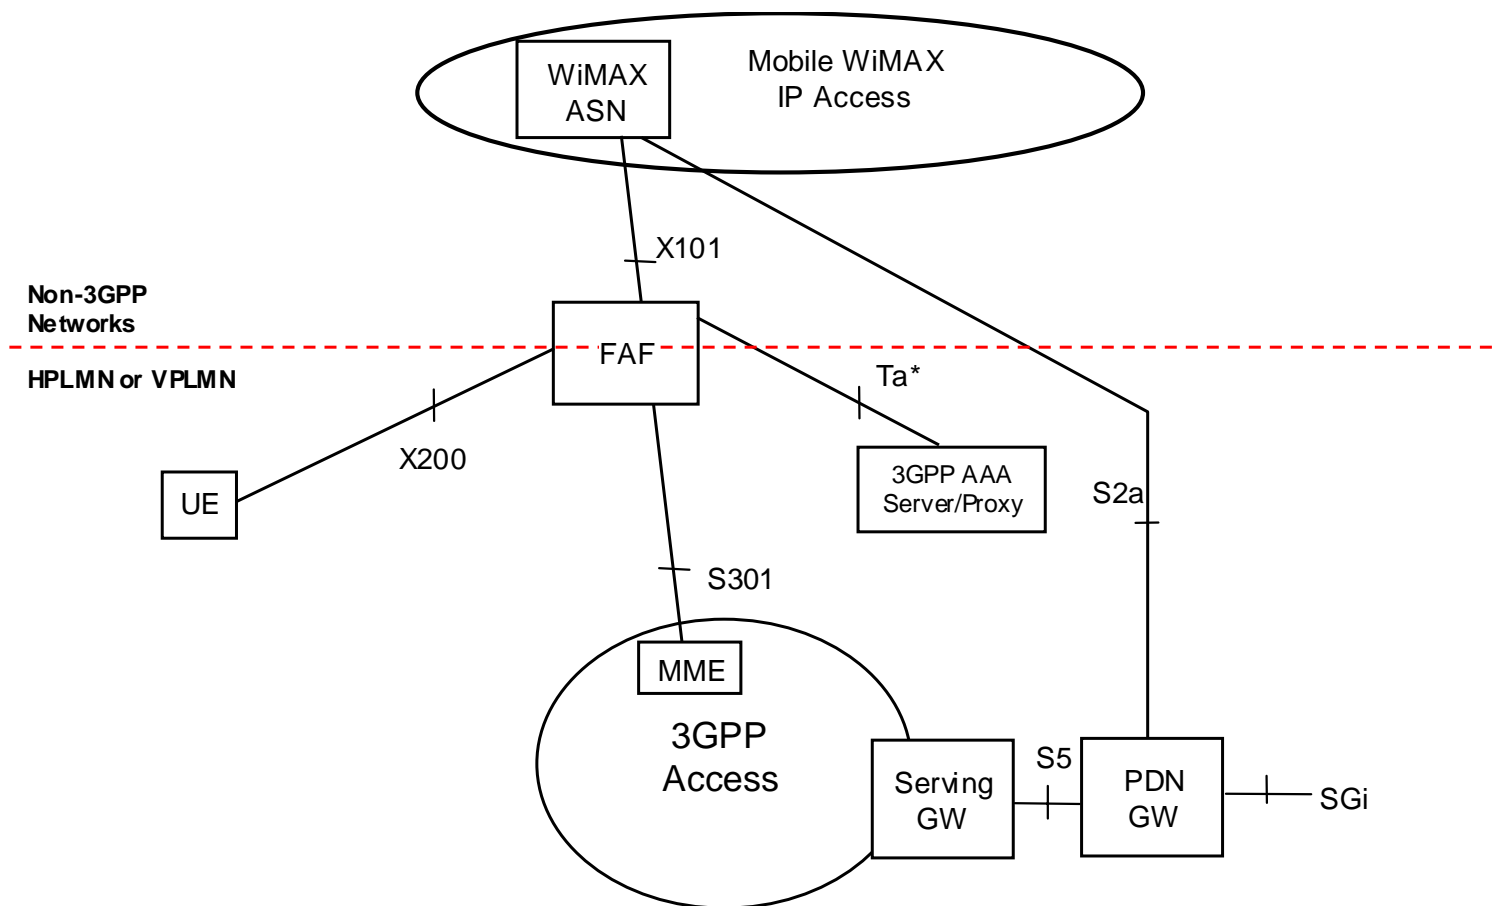 WiMAX
ASN
Mobile WiMAX
IP Access
X101
Non-3GPP
Networks
FAF
HPLMN or VPLMN
Ta*
X200
3GPP AAA
Server/Proxy
UE
S2a
S301
MME
3GPP
Access
Serving
GW
S5
PDN
GW
SGi